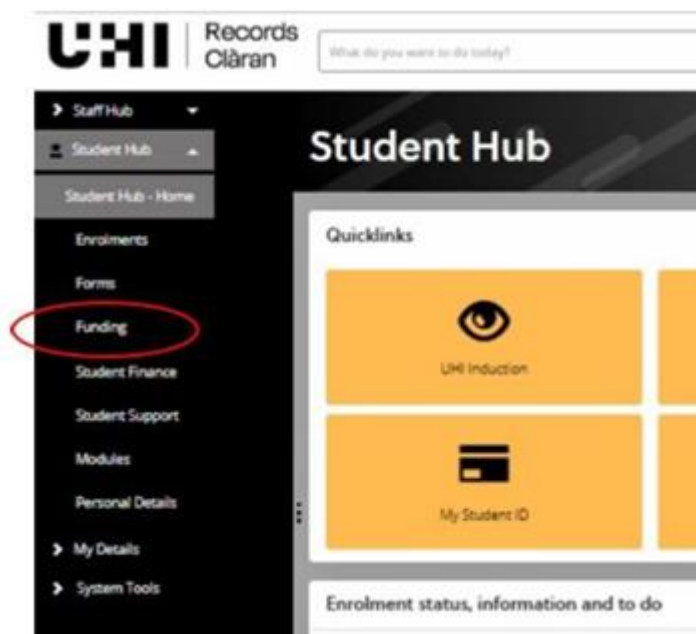 UHI
Records
Clàran
What do you want to do today?
Staff Hub
Student Hub
Student Hub - Home
Enrolments
Forms
Funding
Student Finance
Student Support
Modules
Personal Details
My Details
System Tools
Student Hub
Quicklinks
UHI Induction
My Student ID
Enrolment status, information and to do